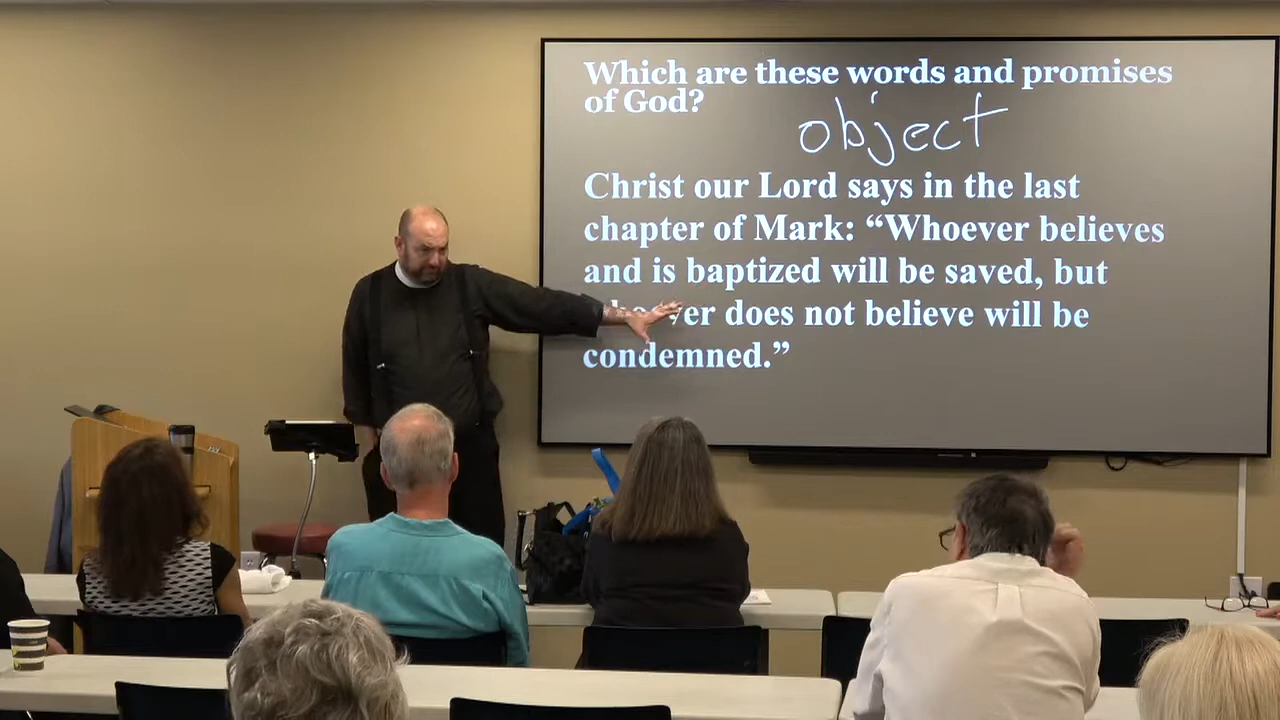 Which are these words and promises
of God?
object
Christ our Lord says in the last
chapter of Mark: “Whoever believes
and is baptized will be saved, but
does not believe will be
condemned.”